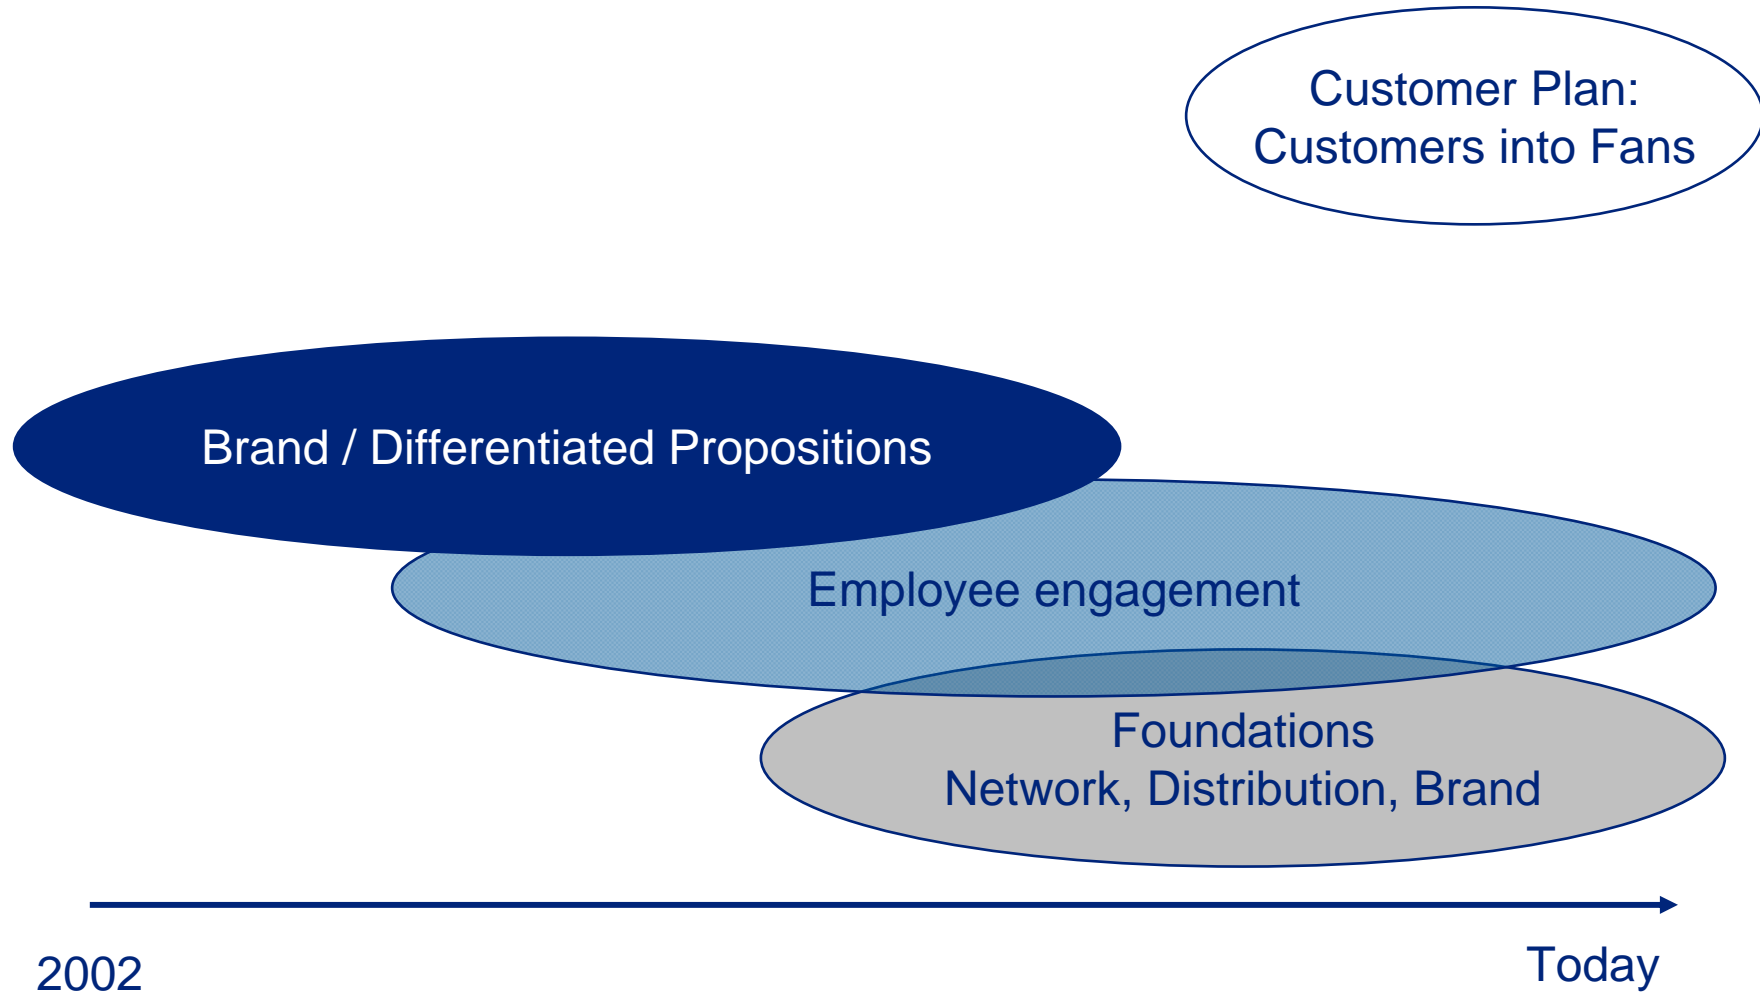 Customer Plan:
Customers into Fans
Brand / Differentiated Propositions
Employee engagement
Foundations
Network, Distribution, Brand
2002
Today